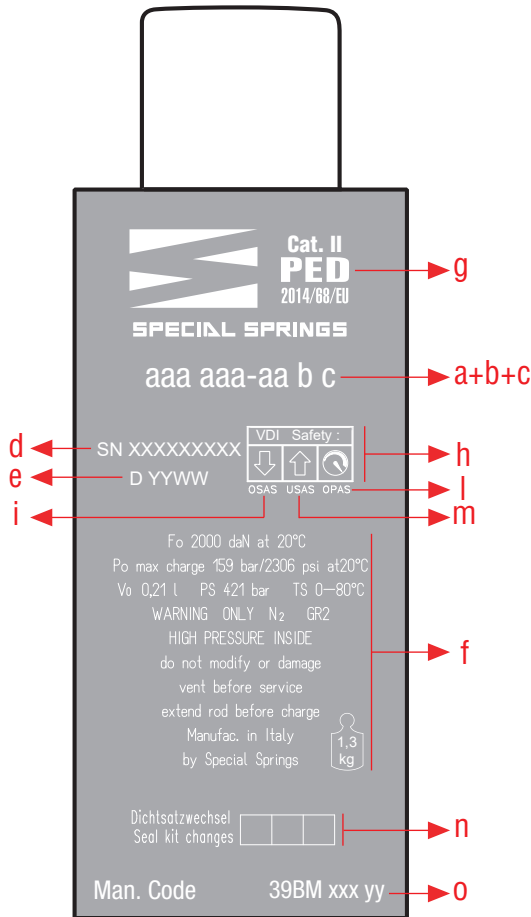 Cat. II
PED
2014/68/EU
g
SPECIAL SPRINGS
aaa aaa-aa b c
a+b+c
d
SN XXXXXXXXX
VDI Safety :
h
e
D YYWW
OSAS USAS OPAS
l
i
m
Fo 2000 daN at 20°C
Po max charge 159 bar/2306 psi at20°C
Vo 0,21 l PS 421 bar TS 0—80°C
WARNING ONLY N2 GR2
HIGH PRESSURE INSIDE
do not modify or damage
f
vent before service
extend rod before charge
Manufac. in Italy
by Special Springs
1,3
kg
Dichtsatzwechsel
Seal kit changes
n
Man. Code 39BM xxx yy
o